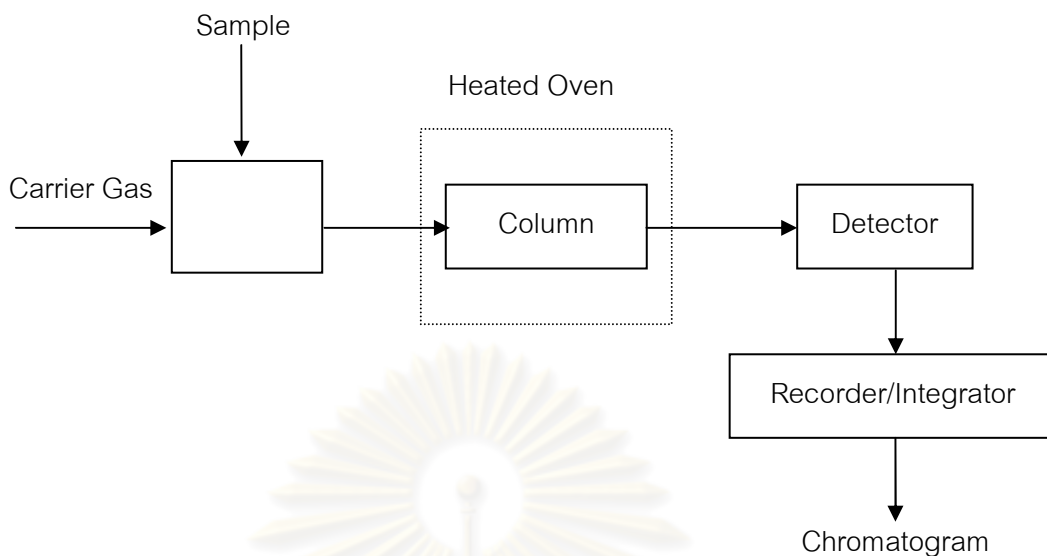 Sample
Heated Oven
Carrier Gas
Column
Detector
Recorder/Integrator
Chromatogram